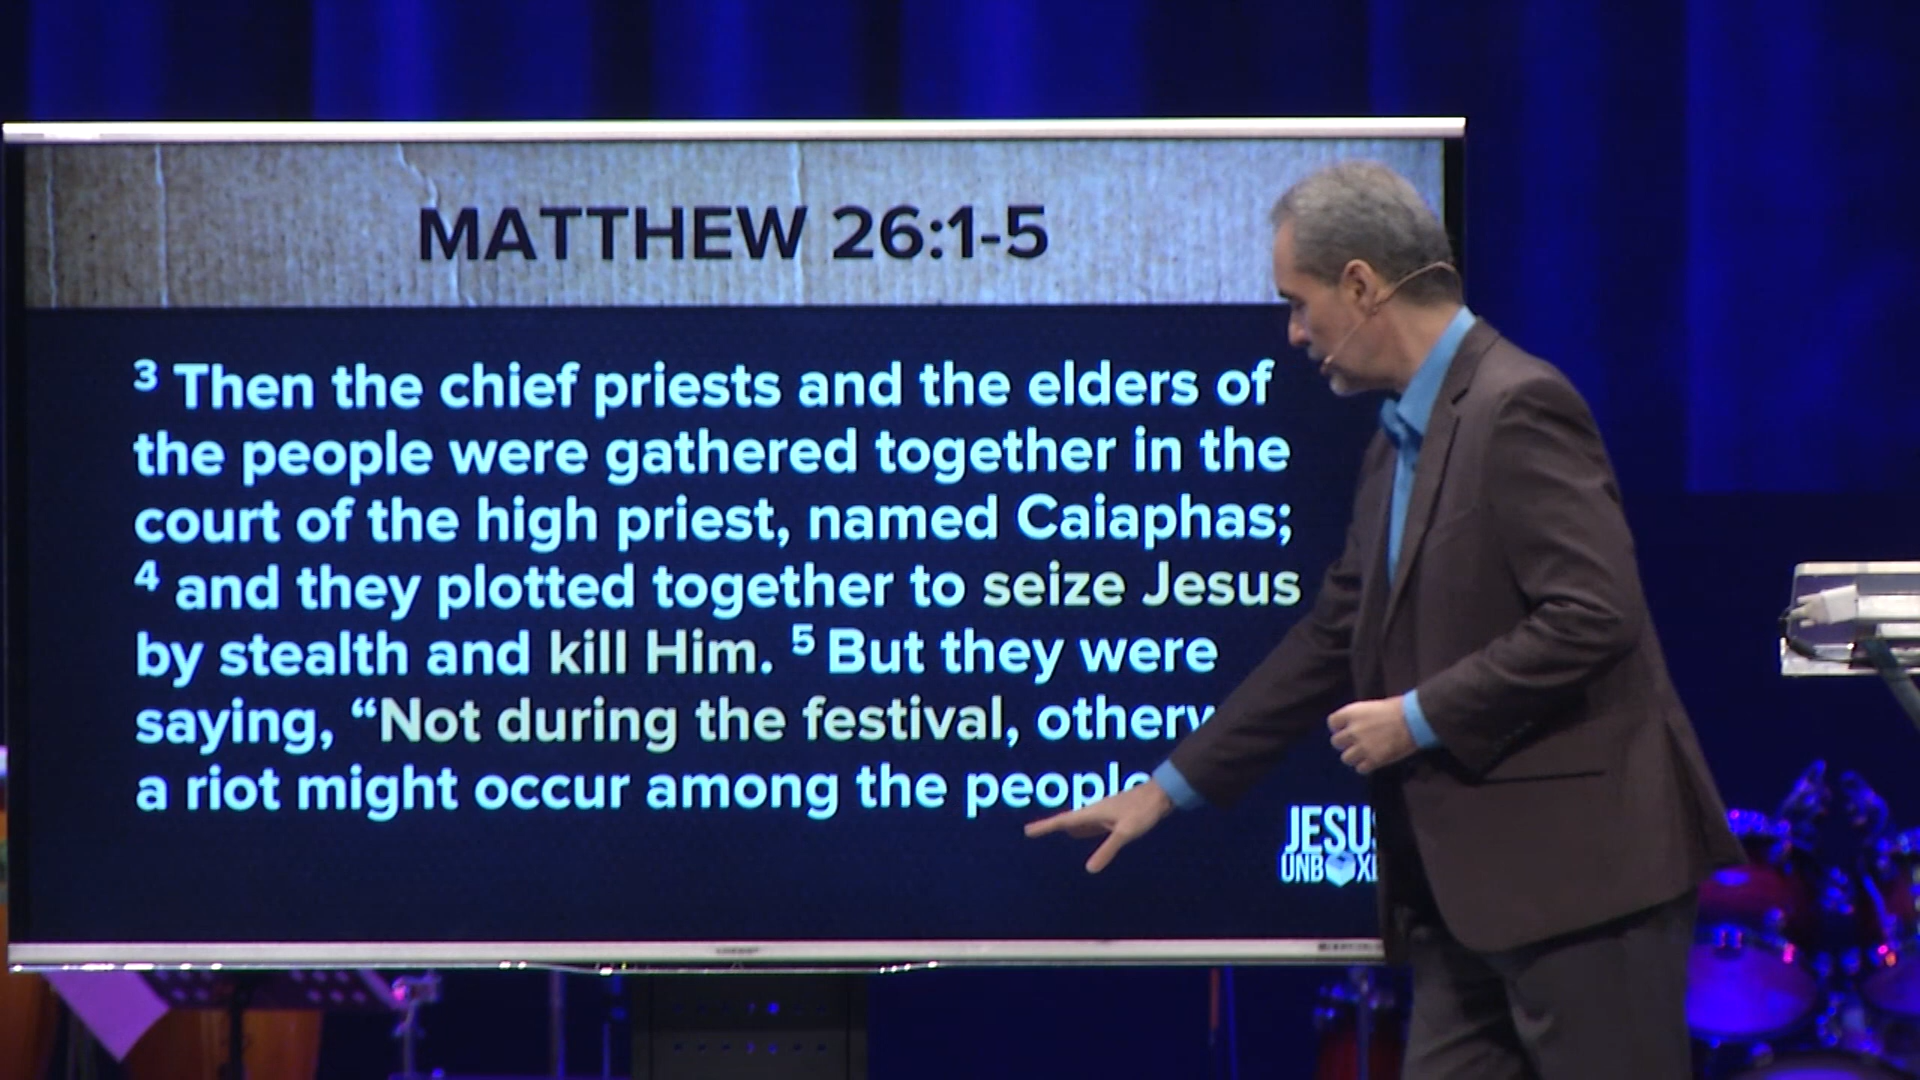 MATTHEW 26:1-5
3 Then the chief priests and the elders of
the people were gathered together in the
court of the high priest, named Caiaphas;
4 and they plotted together to seize Jesus
by stealth and kill Him. 5 But they were
saying, “Not during the festival,
a riot might occur among the people